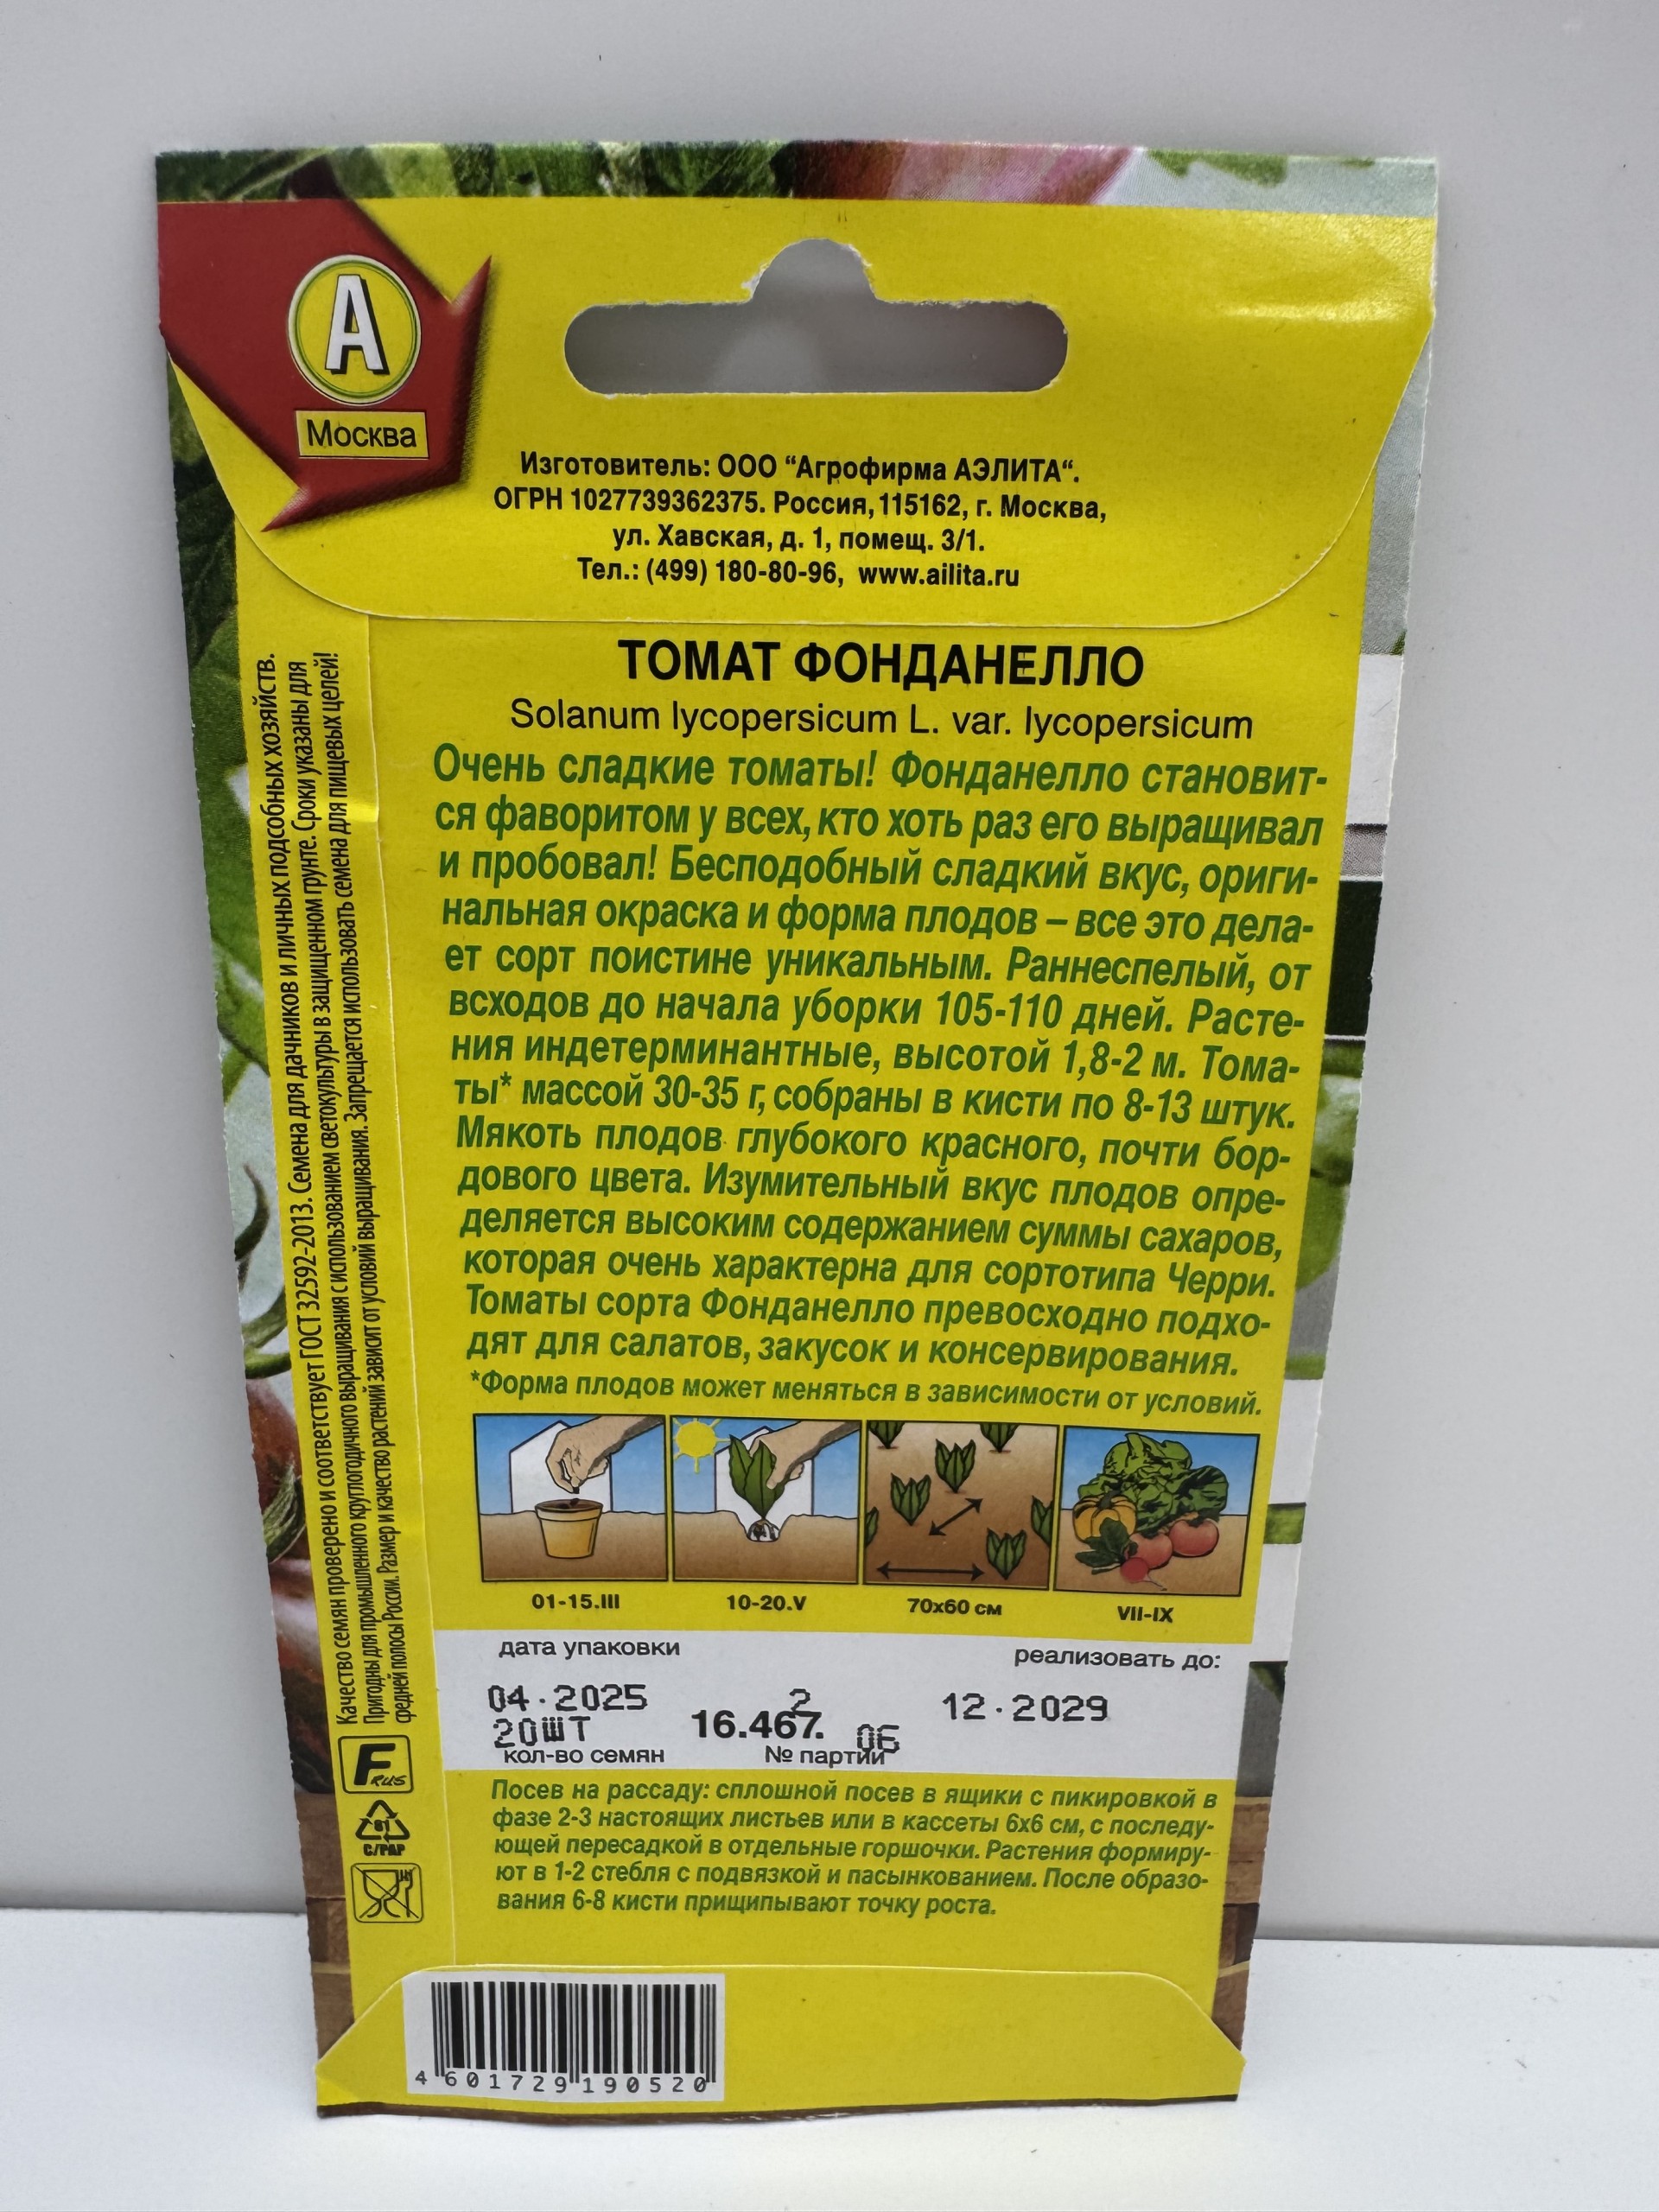 А
Москва
Изготовитель: ООО “Агрофирма АЭЛИТА“.
ОГРН 1027739362375. Россия, 115162, г. Москва,
ул. Хавская, д. 1, помещ. 3/1.
Тел.: (499) 180-80-96, www.ailita.ru
ТОМАТ ФОНДАНЕЛЛО
Solanum lycopersicum L. var. lycopersicum
Очень сладкие томаты! Фонданелло становит-
ся фаворитом у всех, кто хоть раз его выращивал
и пробовал! Бесподобный сладкий вкус, ориги-
нальная окраска и форма плодов – все это дела-
ет сорт поистине уникальным. Раннеспелый, от
всходов до начала уборки 105-110 дней. Расте-
ния индетерминантные, высотой 1,8-2 м. Тома-
ты* массой 30-35 г, собраны в кисти по 8-13 штук.
Мякоть плодов глубокого красного, почти бор-
дового цвета. Изумительный вкус плодов опре-
деляется высоким содержанием суммы сахаров,
которая очень характерна для сортотипа Черри.
Томаты сорта Фонданелло превосходно подхо-
дят для салатов, закусок и консервирования.
*Форма плодов может меняться в зависимости от условий.
01-15.III 10-20.V 70х60 см VII-IX
дата упаковки реализовать до:
04.2025 2 12.2029
20ШТ 16.467. 06
кол-во семян № партии
Посев на рассаду: сплошной посев в ящики с пикировкой в
фазе 2-3 настоящих листьев или в кассеты 6х6 см, с последу-
ющей пересадкой в отдельные горшочки. Растения формиру-
ют в 1-2 стебля с подвязкой и пасынкованием. После образо-
вания 6-8 кисти прищипывают точку роста.
Качество семян проверено и соответствует ГОСТ 32592-2013. Семена для дачников и личных подсобных хозяйств.
Пригодны для промышленного круглогодичного выращивания с использованием светокультуры в защищенном грунте. Сроки указаны для
средней полосы России. Размер и качество растений зависит от условий выращивания. Запрещается использовать семена для пищевых целей!
F RUS
81
C/PAP
4 601729 190520